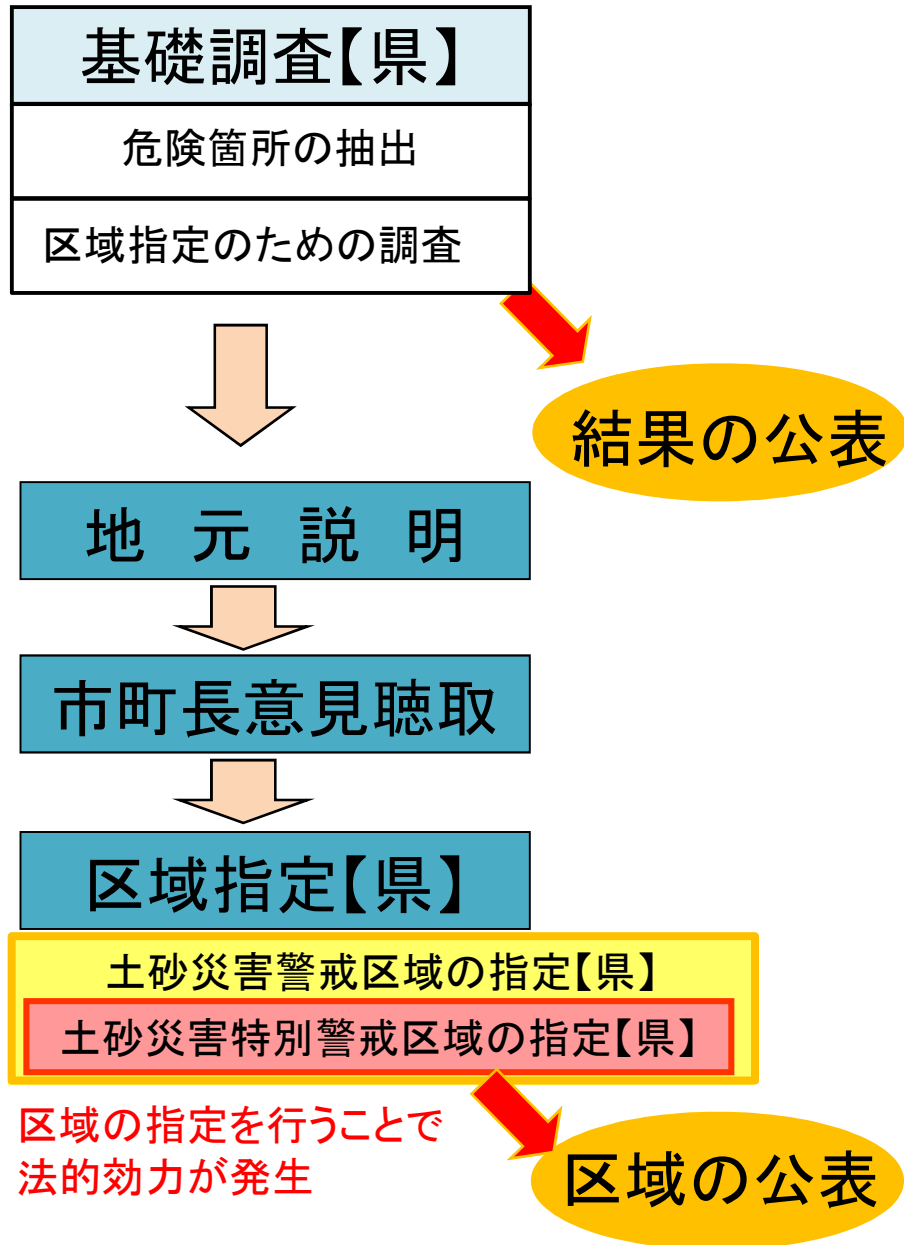 基礎調査【県】
危険箇所の抽出
区域指定のための調査
結果の公表
地　元　説　明
市町長意見聴取
区域指定【県】
土砂災害警戒区域の指定【県】
土砂災害特別警戒区域の指定【県】
区域の指定を行うことで
法的効力が発生
区域の公表